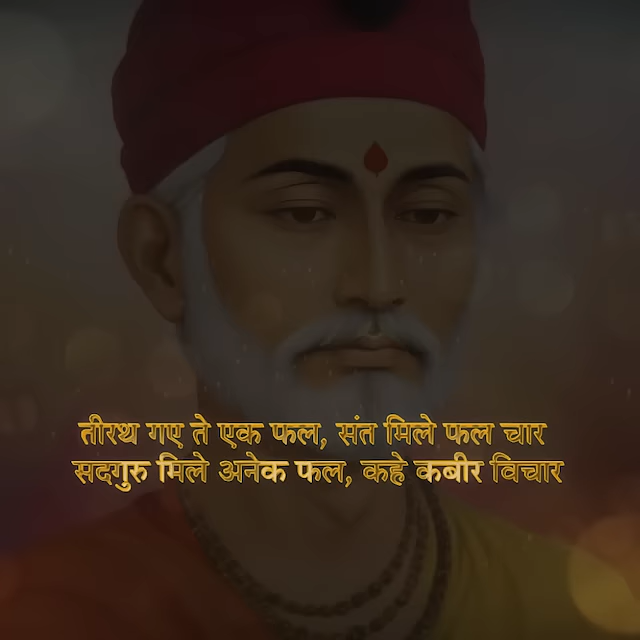 तीरथ गए ते एक फल, संत मिले फल चार
सदगुरु मिले अनेक फल, कहे कबीर विचार